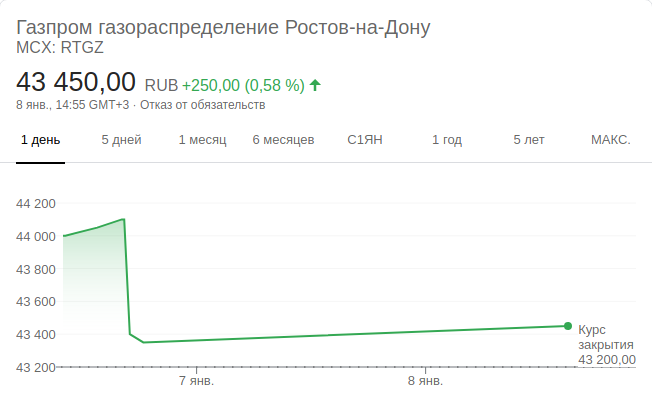 Газпром газораспределение Ростов-на-Дону
MCX: RTGZ
43 450,00 RUB +250,00 (0,58 %)
8 янв., 14:55 GMT+3 · Отказ от обязательств
1 день 5 дней 1 месяц 6 месяцев С1ЯН 1 год 5 лет МАКС.
44 200
44 000
43 800
43 600
43 400
Курс
закрытия
43 200,00
43 200
7 янв. 8 янв.